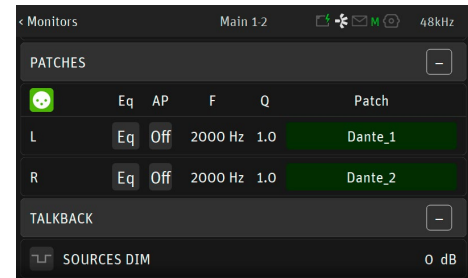 < Monitors Main 1-2 M 48kHz
PATCHES –
Eq AP F Q Patch
L Eq Off 2000 Hz 1.0 Dante_1
R Eq Off 2000 Hz 1.0 Dante_2
TALKBACK –
SOURCES DIM 0 dB